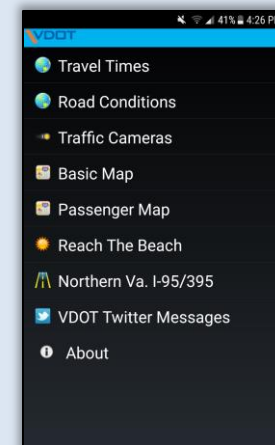 41% 4:26 P
VDOT
Travel Times
Road Conditions
Traffic Cameras
Basic Map
Passenger Map
Reach The Beach
Northern Va. I-95/395
VDOT Twitter Messages
About